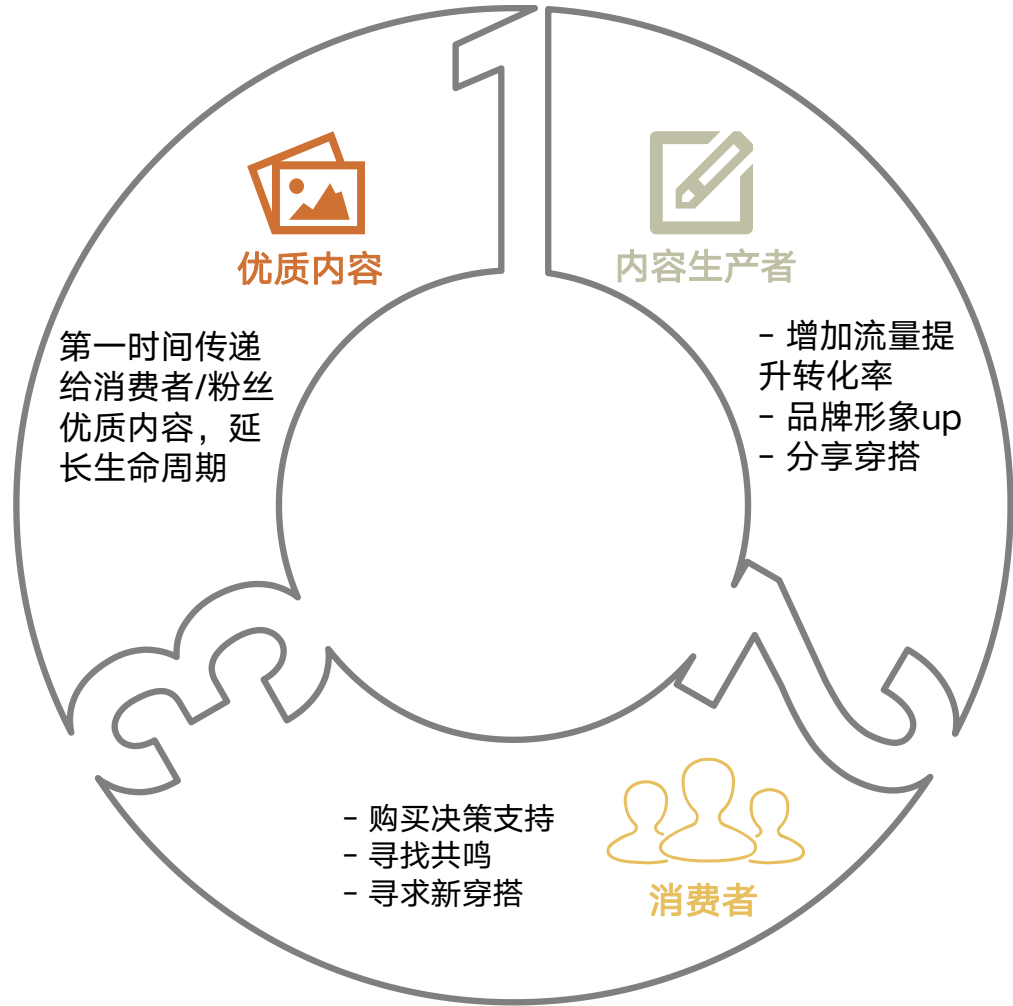 1
优质内容
第一时间传递
给消费者/粉丝
优质内容，延
长生命周期
内容生产者
- 增加流量提
升转化率
- 品牌形象up
- 分享穿搭
2
3
- 购买决策支持
- 寻找共鸣
- 寻求新穿搭
消费者